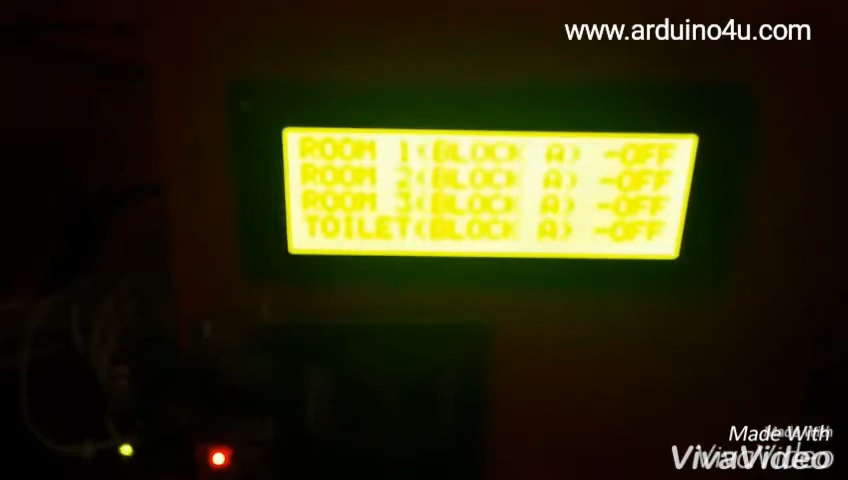 www.arduino4u.com
ROOM 1(BLOCK A) -OFF
ROOM 2(BLOCK A) -OFF
ROOM 3(BLOCK A) -OFF
TOILET(BLOCK A) -OFF
Made With
VivaVideo